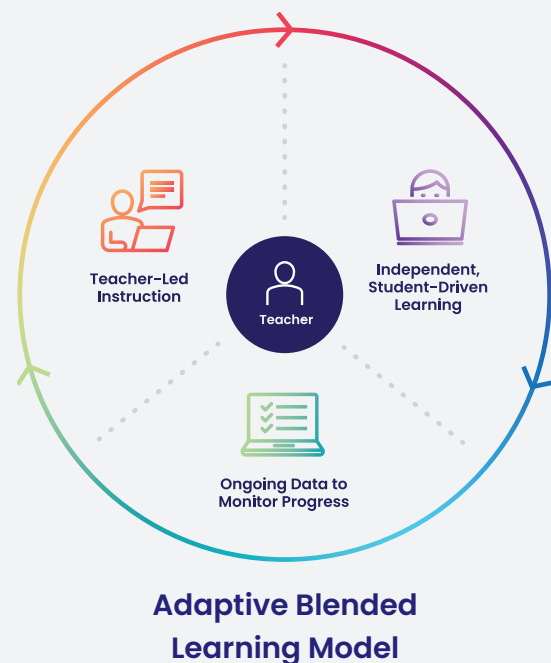 Teacher-Led
Instruction
Teacher
Independent,
Student-Driven
Learning
Ongoing Data to
Monitor Progress
Adaptive Blended
Learning Model